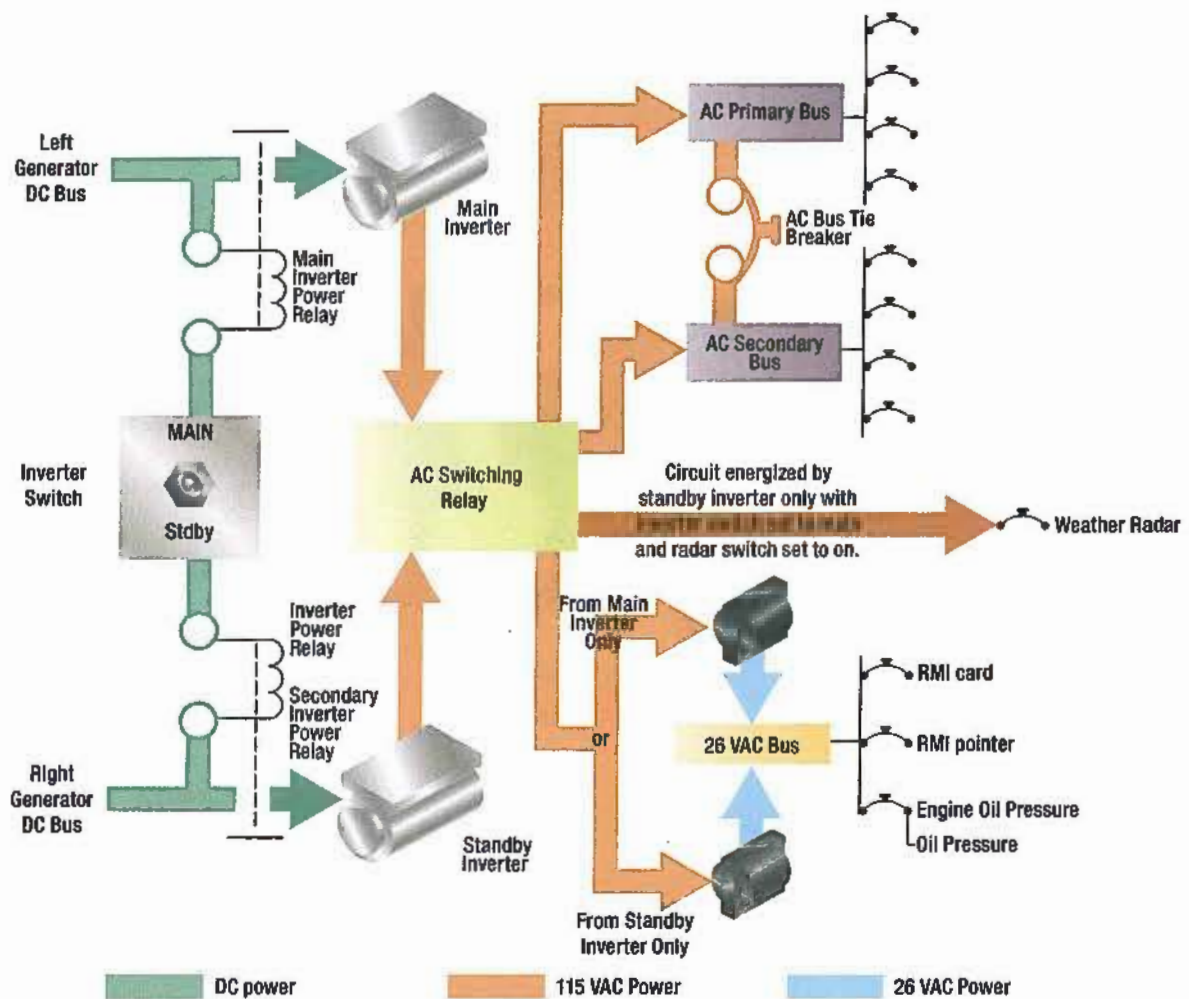 Left
Generator
DC Bus
Main
Inverter
Main
Inverter
Power
Relay
AC Primary Bus
AC Bus Tie
Breaker
AC Secondary
Bus
Inverter
Switch
MAIN
Stdby
AC Switching
Relay
Circuit energized by
standby inverter only with
and radar switch set to on.
Weather Radar
Inverter
Power
Relay
Secondary
Inverter
Power
Relay
Right
Generator
DC Bus
Standby
Inverter
From Main
Inverter
Only
or
26 VAC Bus
RMI card
RMI pointer
Engine Oil Pressure
Oil Pressure
From Standby
Inverter Only
DC power
115 VAC Power
26 VAC Power